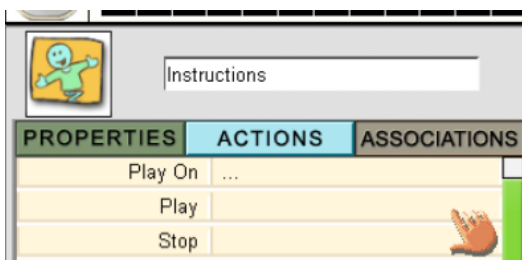 Instructions
PROPERTIES ACTIONS ASSOCIATIONS
Play On ...
Play
Stop